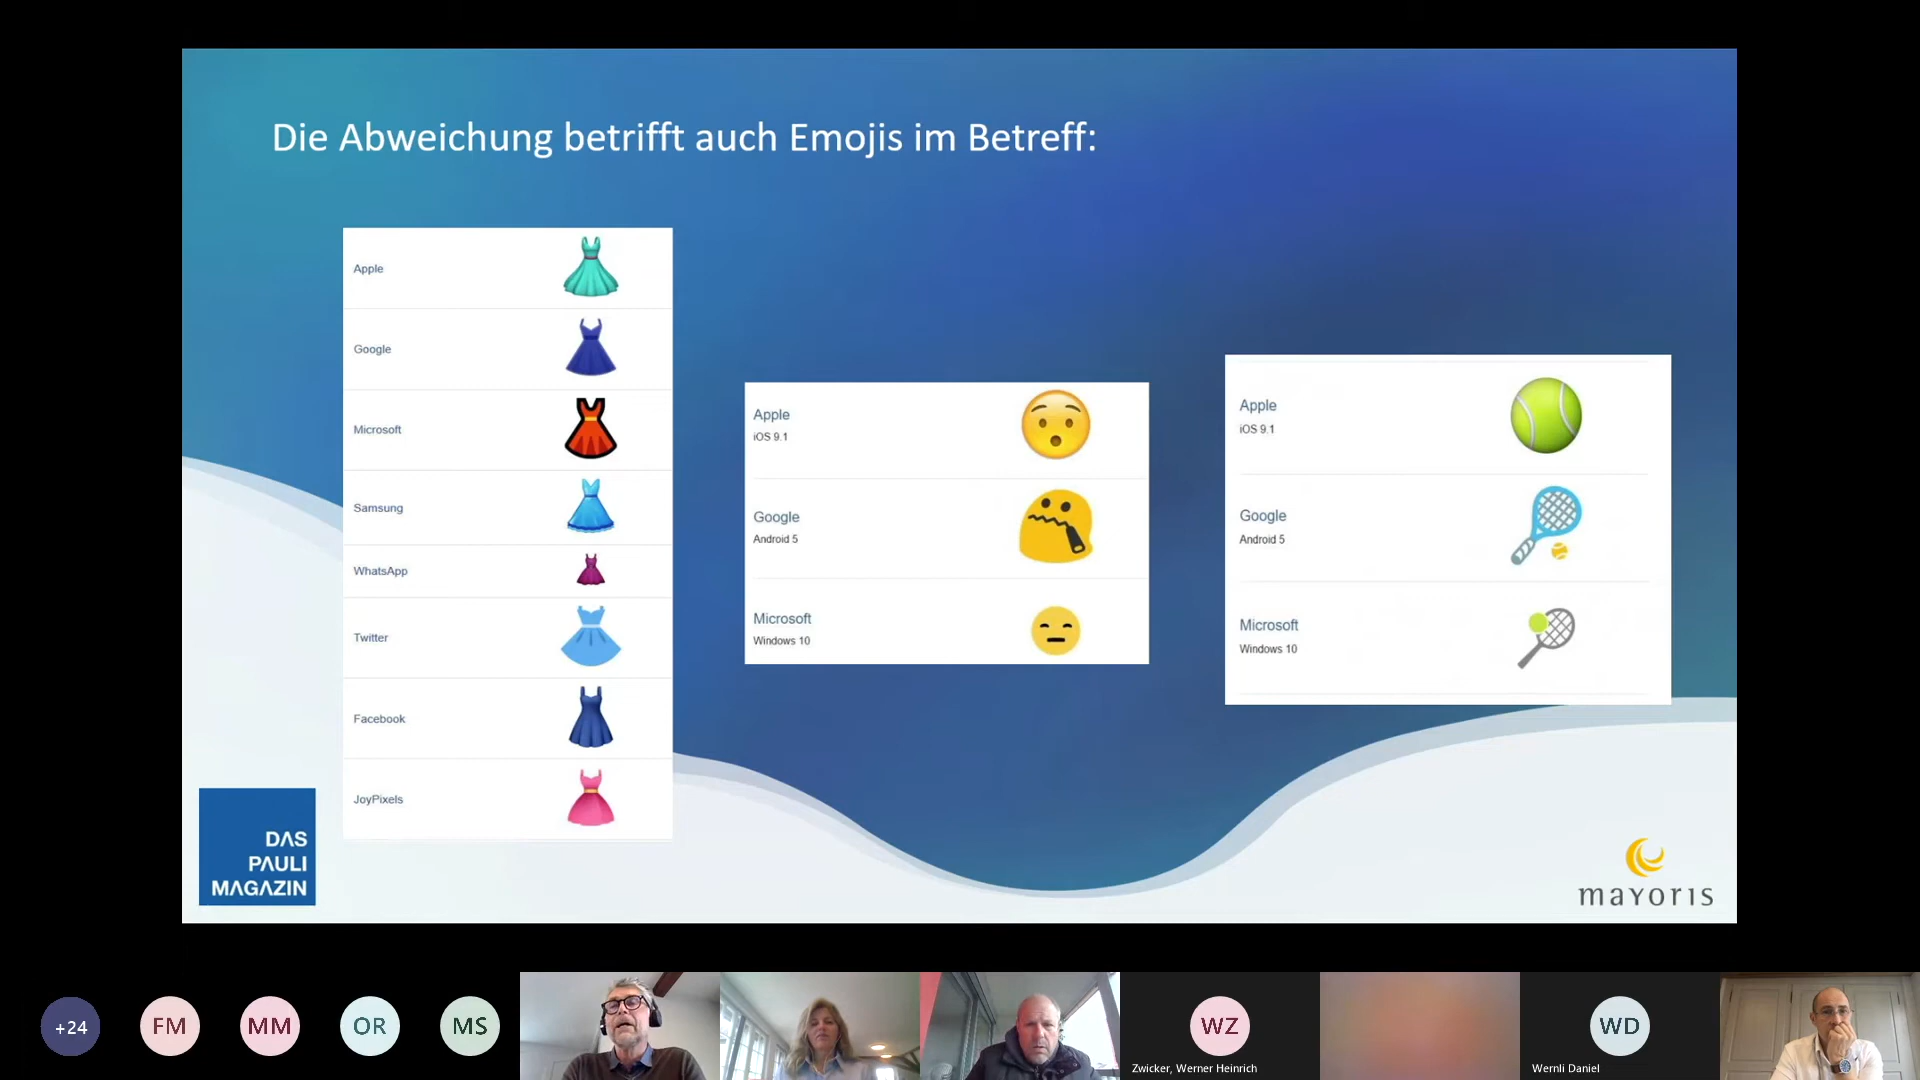 Die Abweichung betrifft auch Emojis im Betreff:
Apple
Google
Microsoft
Samsung
WhatsApp
Twitter
Facebook
JoyPixels
Apple
iOS 9.1
Google
Android 5
Microsoft
Windows 10
Apple
iOS 9.1
Google
Android 5
Microsoft
Windows 10
DAS
PAULI
MAGAZIN
mayoris
+24
FM
MM
OR
MS
WZ
Zwicker, Werner Heinrich
WD
Wernli Daniel